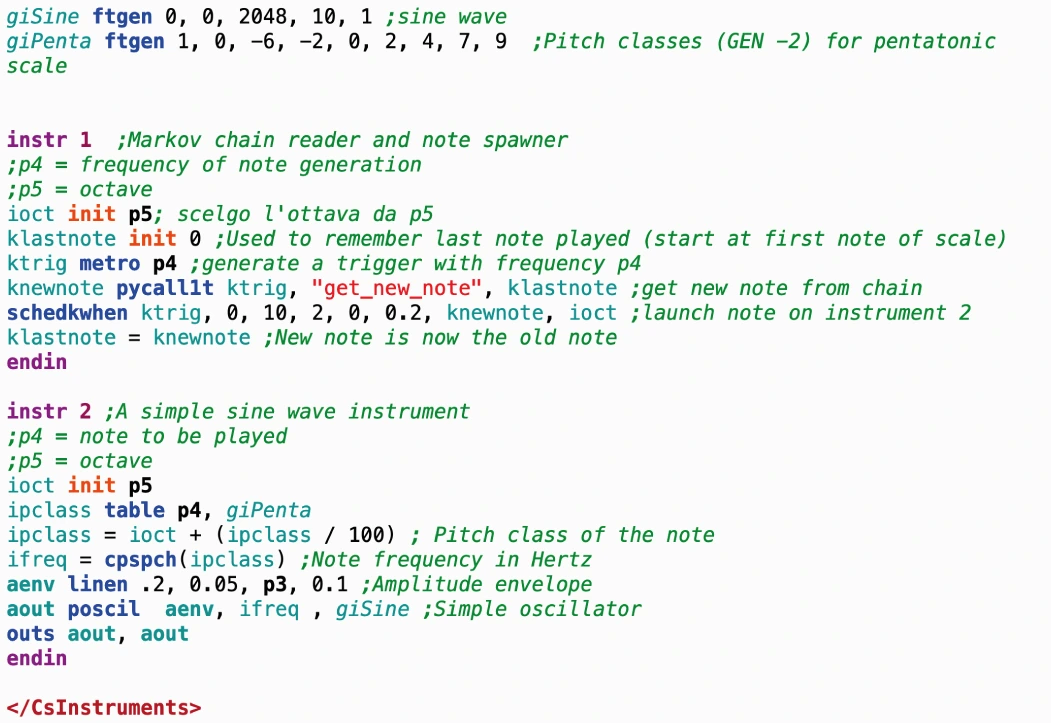 giSine ftgen 0, 0, 2048, 10, 1 ;sine wave
giPenta ftgen 1, 0, -6, -2, 0, 2, 4, 7, 9  ;Pitch classes (GEN -2) for pentatonic
scale
instr 1  ;Markov chain reader and note spawner
;p4 = frequency of note generation
;p5 = octave
ioct init p5; scelgo l'ottava da p5
klastnote init 0 ;Used to remember last note played (start at first note of scale)
ktrig metro p4 ;generate a trigger with frequency p4
knewnote pycall1t ktrig, "get_new_note", klastnote ;get new note from chain
schedkwhen ktrig, 0, 10, 2, 0, 0.2, knewnote, ioct ;launch note on instrument 2
klastnote = knewnote ;New note is now the old note
endin
instr 2 ;A simple sine wave instrument
;p4 = note to be played
;p5 = octave
ioct init p5
ipclass table p4, giPenta
ipclass = ioct + (ipclass / 100) ; Pitch class of the note
ifreq = cpspch(ipclass) ;Note frequency in Hertz
aenv linen .2, 0.05, p3, 0.1 ;Amplitude envelope
aout poscil  aenv, ifreq , giSine ;Simple oscillator
outs aout, aout
endin
</CsInstruments>